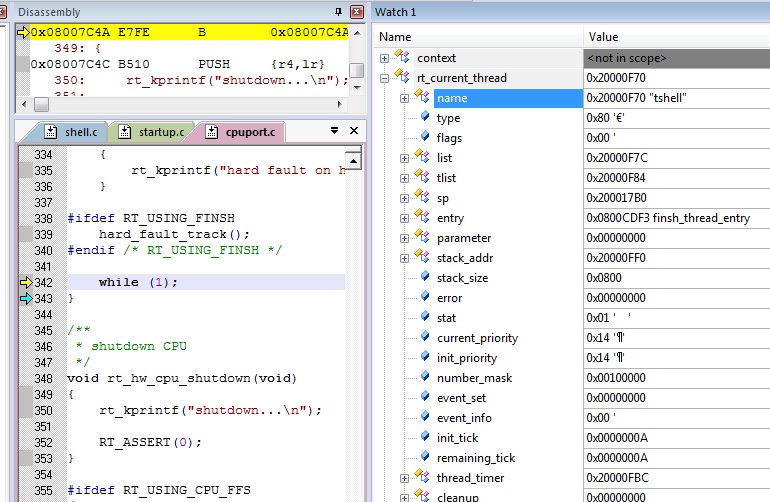 Disassembly
0x08007C4A E7FE B 0x08007C4A
349: {
0x08007C4C B510 PUSH {r4,lr}
350: rt_kprintf("shutdown...\n");
351:
shell.c startup.c cpuport.c
334 {
335 rt_kprintf("hard fault on h
336 }
337
338 #ifdef RT_USING_FINSH
339 hard_fault_track();
340 #endif /* RT_USING_FINSH */
341
342 while (1);
343 }
344
345 /**
346 * shutdown CPU
347 */
348 void rt_hw_cpu_shutdown(void)
349 {
350 rt_kprintf("shutdown...\n");
351
352 RT_ASSERT(0);
353 }
354
355 #ifdef RT_USING_CPU_FFS
Watch 1
Name Value
context <not in scope>
rt_current_thread 0x20000F70
name 0x20000F70 "tshell"
type 0x80 '€'
flags 0x00 '
list 0x20000F7C
tlist 0x20000F84
sp 0x200017B0
entry 0x0800CDF3 finsh_thread_entry
parameter 0x00000000
stack_addr 0x20000FF0
stack_size 0x0800
error 0x00000000
stat 0x01 ' '
current_priority 0x14 '¶'
init_priority 0x14 '¶'
number_mask 0x00100000
event_set 0x00000000
event_info 0x00 '
init_tick 0x0000000A
remaining_tick 0x0000000A
thread_timer 0x20000FBC
cleanup 0x00000000